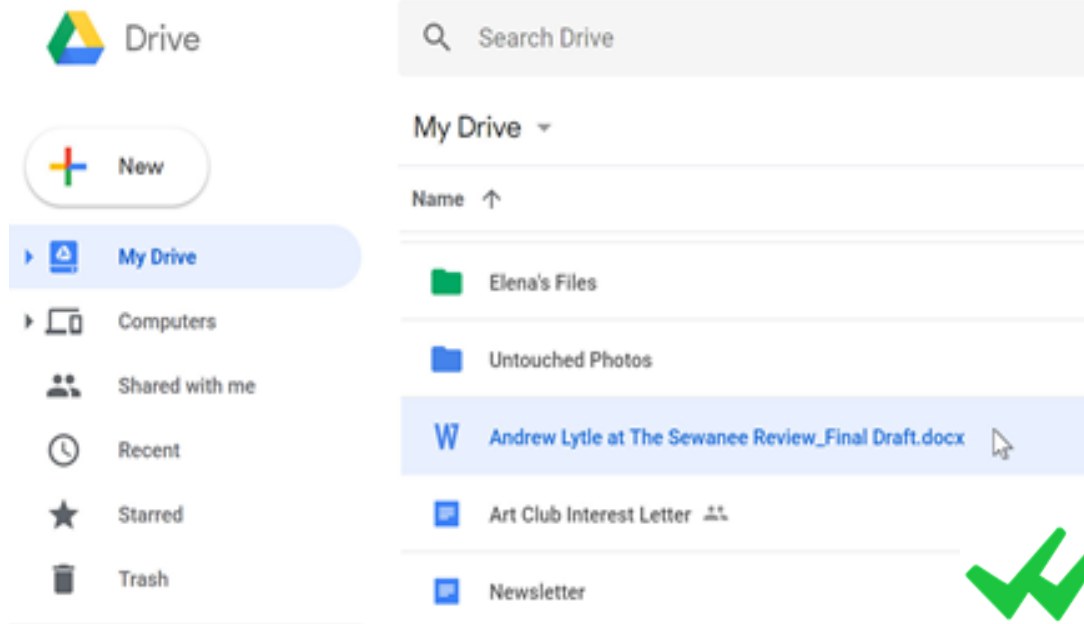 Drive
Search Drive
New
My Drive
Computers
Shared with me
Recent
Starred
Trash
My Drive
Name
Elena's Files
Untouched Photos
W Andrew Lytle at The Sewanee Review_Final Draft.docx
Art Club Interest Letter
Newsletter